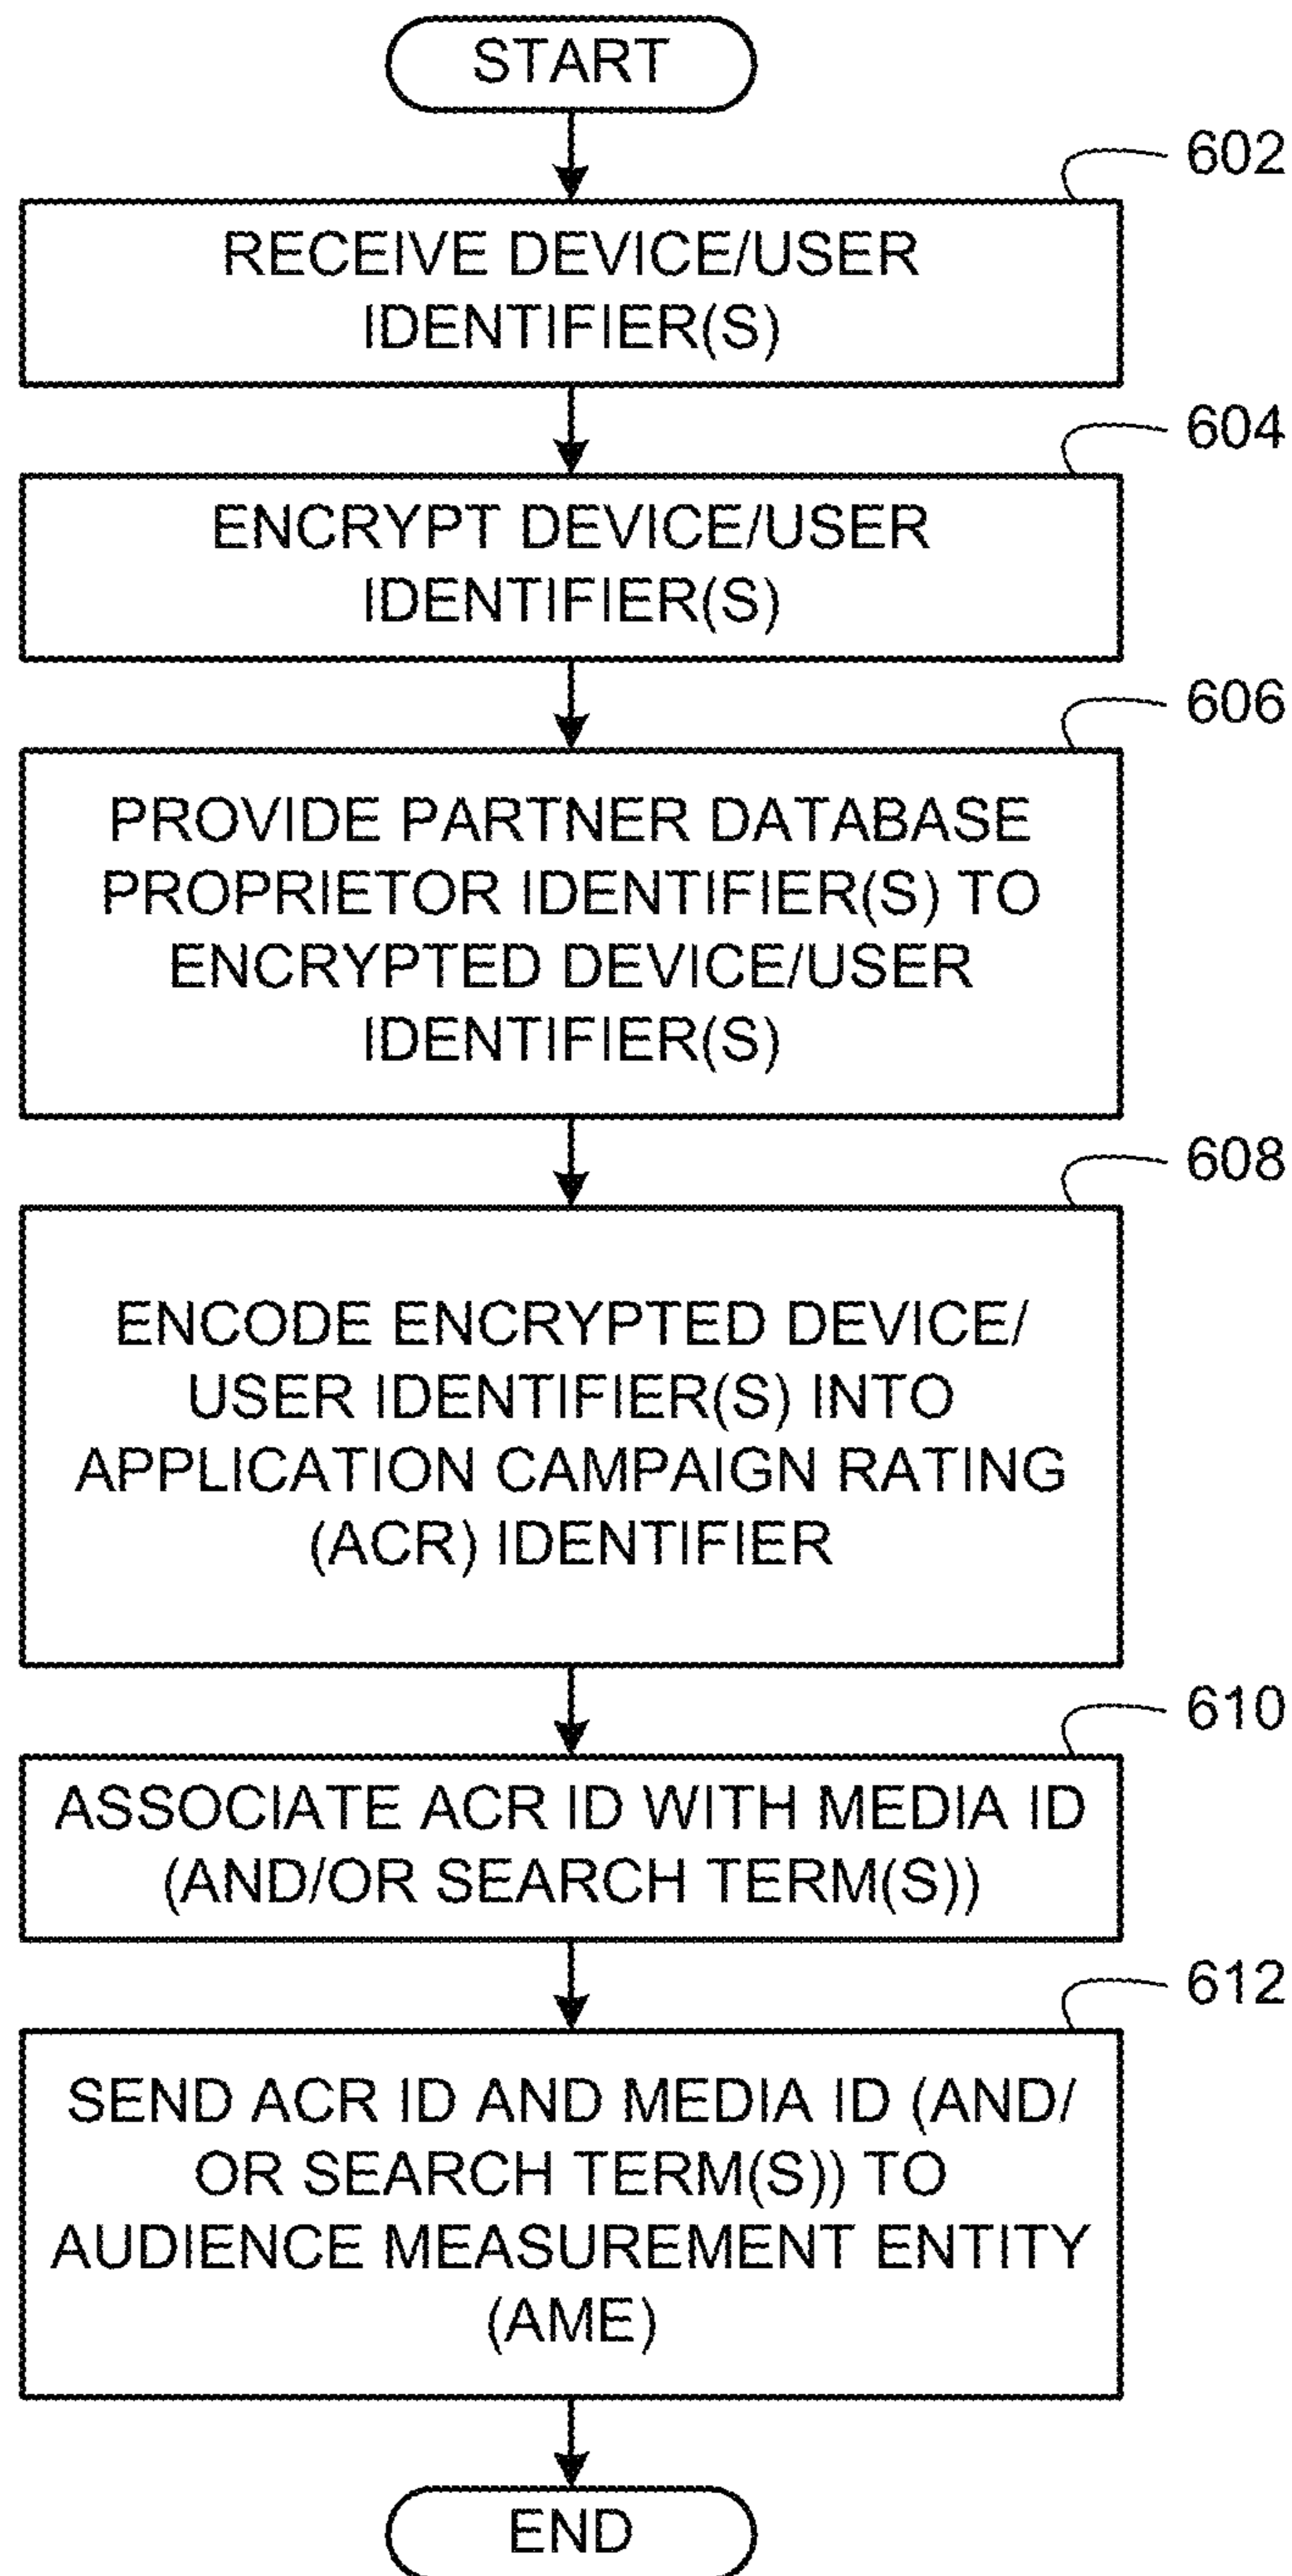 START
602
RECEIVE DEVICE/USER
IDENTIFIER(S)
604
ENCRYPT DEVICE/USER
IDENTIFIER(S)
606
PROVIDE PARTNER DATABASE
PROPRIETOR IDENTIFIER(S) TO
ENCRYPTED DEVICE/USER
IDENTIFIER(S)
608
ENCODE ENCRYPTED DEVICE/
USER IDENTIFIER(S) INTO
APPLICATION CAMPAIGN RATING
(ACR) IDENTIFIER
610
ASSOCIATE ACR ID WITH MEDIA ID
(AND/OR SEARCH TERM(S))
612
SEND ACR ID AND MEDIA ID (AND/
OR SEARCH TERM(S)) TO
AUDIENCE MEASUREMENT ENTITY
(AME)
END